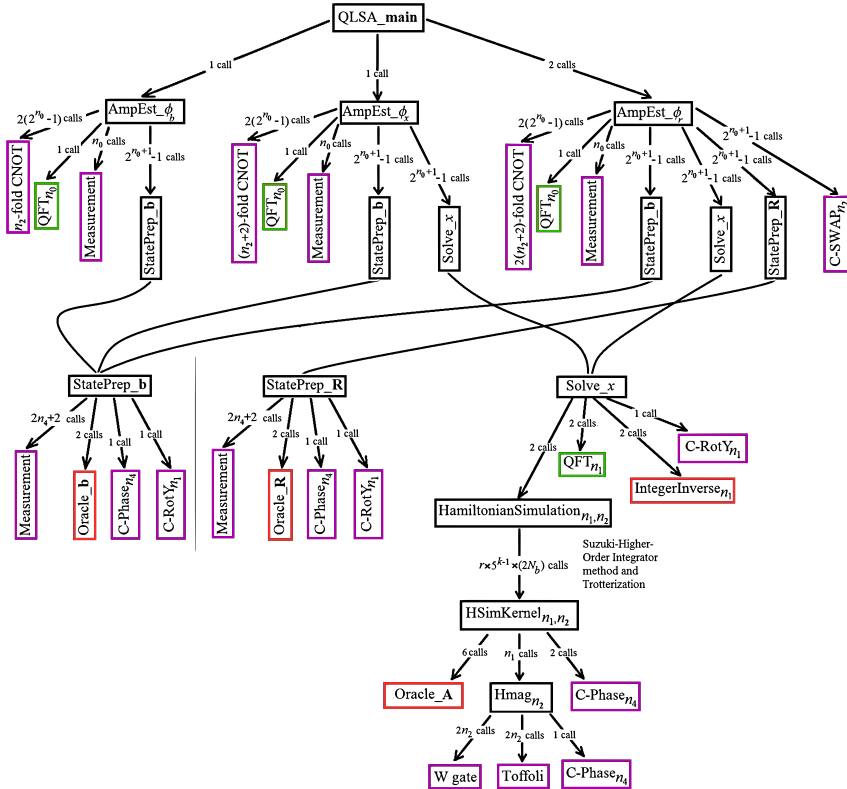 QLSA_main
1 call
1 call
2 calls
AmpEst_ϕb
AmpEst_ϕx
AmpEst_ϕr
2(2^n0 -1) calls
1 call
n0 calls
2^n0+1-1 calls
2(2^n0 -1) calls
1 call
n0 calls
2^n0+1-1 calls
2^n0+1-1 calls
2(2^n0 -1) calls
1 call
n0 calls
2^n0+1-1 calls
2^n0+1-1 calls
2^n0+1-1 calls
2^n0+1-1 calls
n2-fold CNOT
QFTn0
Measurement
StatePrep_b
(n2+2)-fold CNOT
QFTn0
Measurement
StatePrep_b
Solve_x
2(n2+2)-fold CNOT
QFTn0
Measurement
StatePrep_b
Solve_x
StatePrep_R
C-SWAPn2
StatePrep_b
StatePrep_R
Solve_x
2n4+2 calls
2 calls
1 call
1 call
2n4+2 calls
2 calls
1 call
1 call
2 calls
2 calls
2 calls
1 call
Measurement
Oracle_b
C-Phasen4
C-RotYn1
Measurement
Oracle_R
C-Phasen4
C-RotYn1
QFTn1
C-RotYn1
IntegerInversen1
HamiltonianSimulationn1,n2
r×5^k-1×(2Nb) calls
Suzuki-Higher-
Order Integrator
method and
Trotterization
HSimKerneln1,n2
6 calls
n1 calls
2 calls
Oracle_A
Hmagn2
C-Phasen4
2n2 calls
2n2 calls
1 call
W gate
Toffoli
C-Phasen4